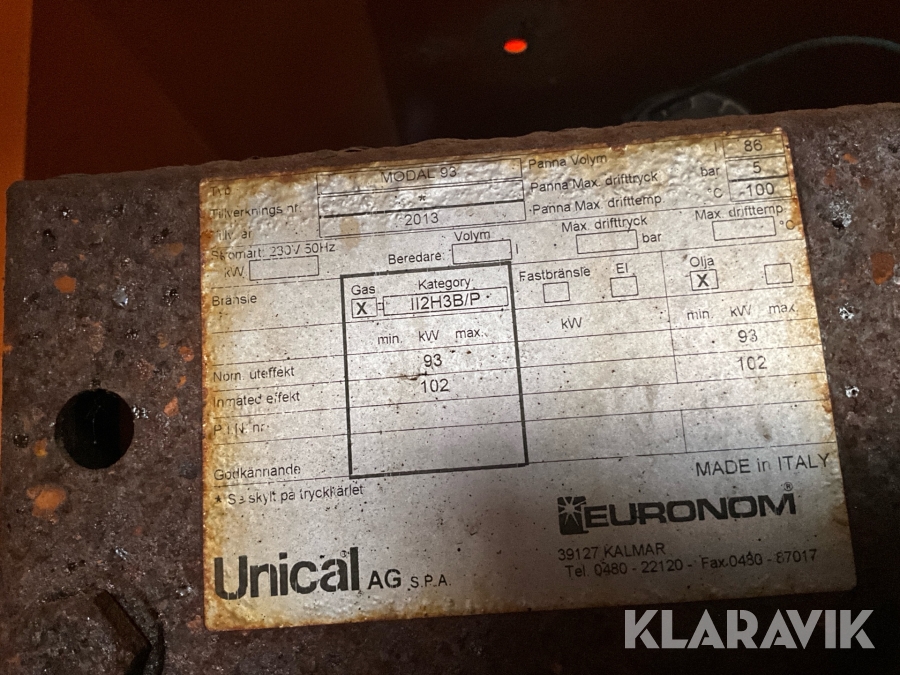 Typ MODAL 93 Panna Volym l 86
Tillverknings nr. * Panna Max. drifttryck bar 5
Tillv. år 2013 Panna Max. drifttemp °C 100
Strömart: 230V 50Hz Volym Max. drifttryck Max. drifttemp
kW Beredare: l bar °C
Bränsle Gas Kategory Fastbränsle El Olja
X II2H3B/P X
min. kW max. kW min. kW max.
Nom. uteffekt 93 93
Inmated effekt 102 102
P.I.N. nr.
Godkännande
* Se skylt på tryckkärlet MADE in ITALY
EURONOM®
39127 KALMAR
Tel. 0480 - 22120 - Fax.0480 - 87017
Unical® AG S.P.A.
KLARAVIK